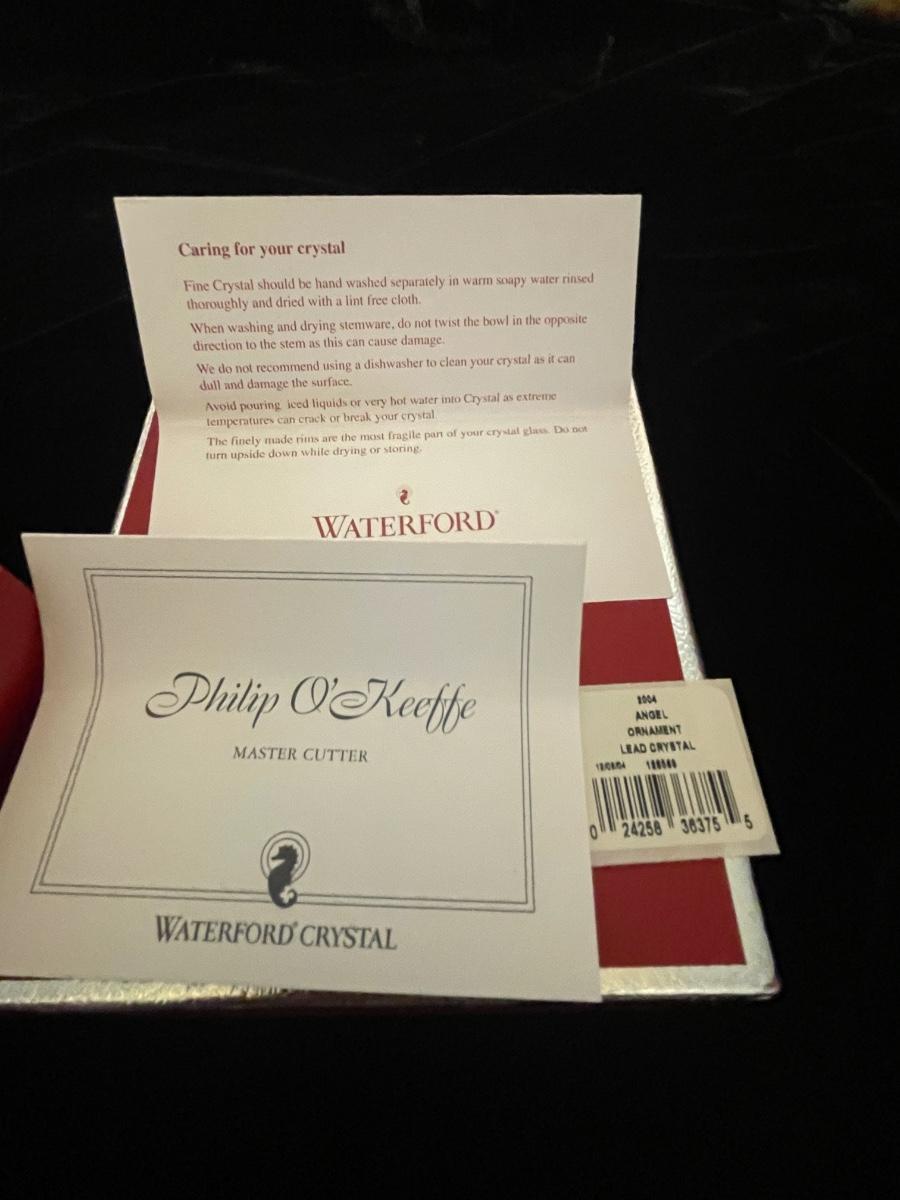 Caring for your crystal
Fine Crystal should be hand washed separately in warm soapy water rinsed
thoroughly and dried with a lint free cloth.
When washing and drying stemware, do not twist the bowl in the opposite
direction to the stem as this can cause damage.
We do not recommend using a dishwasher to clean your crystal as it can
dull and damage the surface.
Avoid pouring iced liquids or very hot water into Crystal as extreme
temperatures can crack or break your crystal
The finely made rims are the most fragile part of your crystal glass. Do not
turn upside down while drying or storing.
WATERFORD®
Philip O'Keeffe
MASTER CUTTER
WATERFORD® CRYSTAL
2004
ANGEL
ORNAMENT
LEAD CRYSTAL
0 24258 36375 5